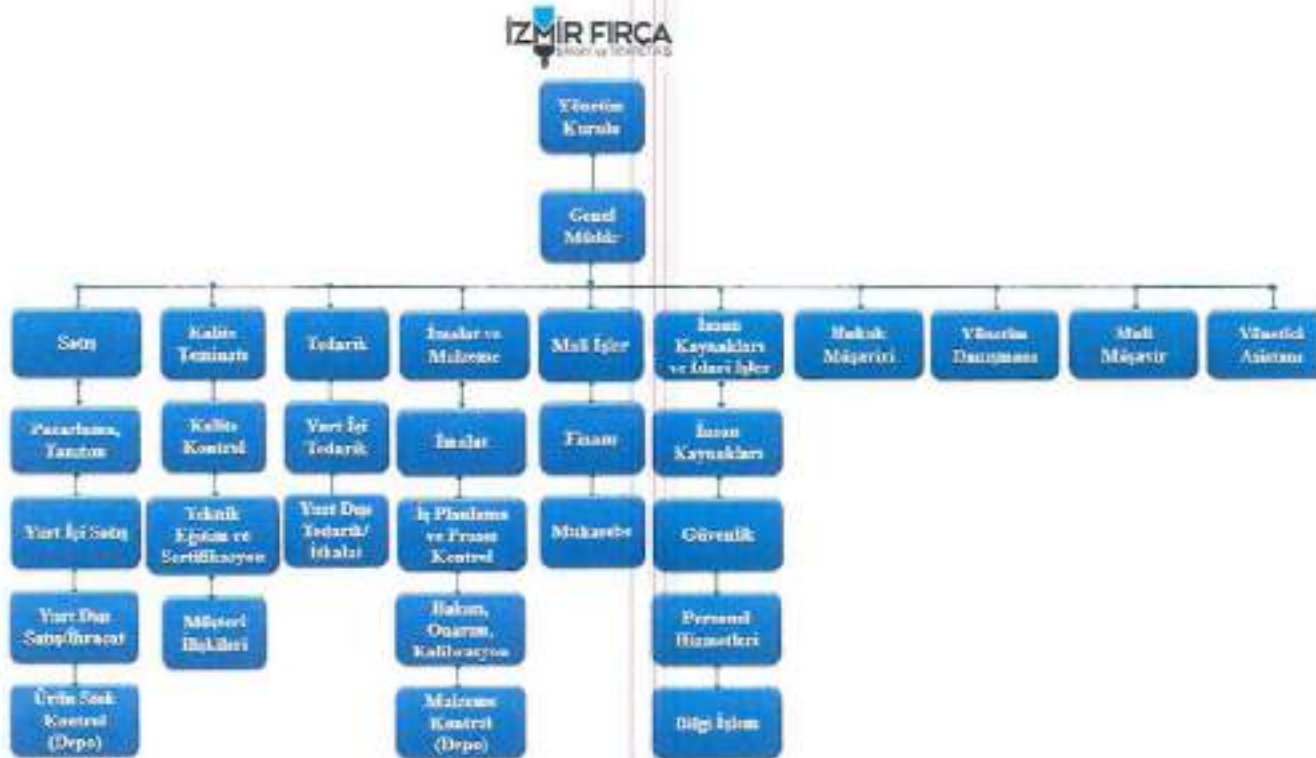 İZMİR FIRÇA
Yönetim
Kurulu
Genel
Müdür
Satış
Kalite
Teminatı
Tedarik
İmalat ve
Malzeme
Mali İşler
İnsan
Kaynakları
ve İdari İşler
Hukuk
Müşaviri
Yönetim
Danışmanı
Mali
Müşavir
Yönetici
Asistanı
Pazarlama,
Tanıtım
Kalite
Kontrol
Yurt İçi
Tedarik
İmalat
Finans
İnsan
Kaynakları
Yurt İçi Satış
Teknik
Eğitim ve
Sertifikasyon
Yurt Dışı
Tedarik/
İthalat
İş Planlama
ve Proses
Kontrol
Muhasebe
Güvenlik
Yurt Dışı
Satış/İhracat
Müşteri
İlişkileri
Bakım,
Onarım,
Kalibrasyon
Personel
Hizmetleri
Ürün Stok
Kontrol
(Depo)
Malzeme
Kontrol
(Depo)
Bilgi İşlem